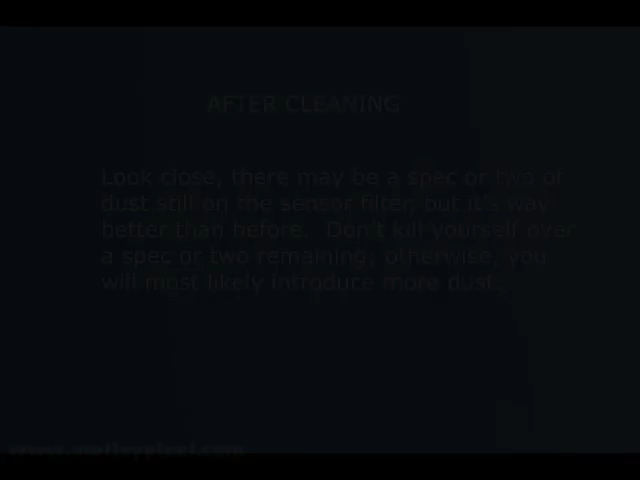 AFTER CLEANING
Look close, there may be a spec or two of
dust still on the sensor filter, but it's way
better than before. Don't kill yourself over
a spec or two remaining; otherwise, you
will most likely introduce more dust.